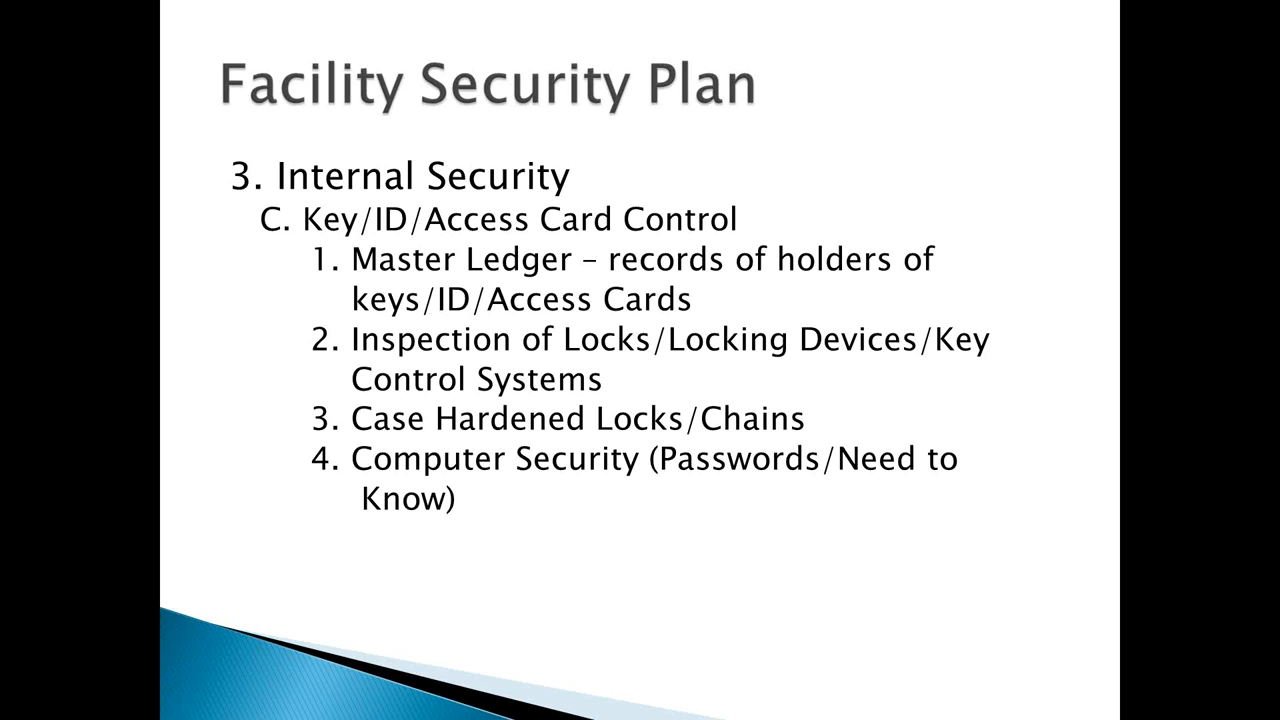 Facility Security Plan
3. Internal Security
C. Key/ID/Access Card Control
1. Master Ledger – records of holders of
keys/ID/Access Cards
2. Inspection of Locks/Locking Devices/Key
Control Systems
3. Case Hardened Locks/Chains
4. Computer Security (Passwords/Need to
Know)